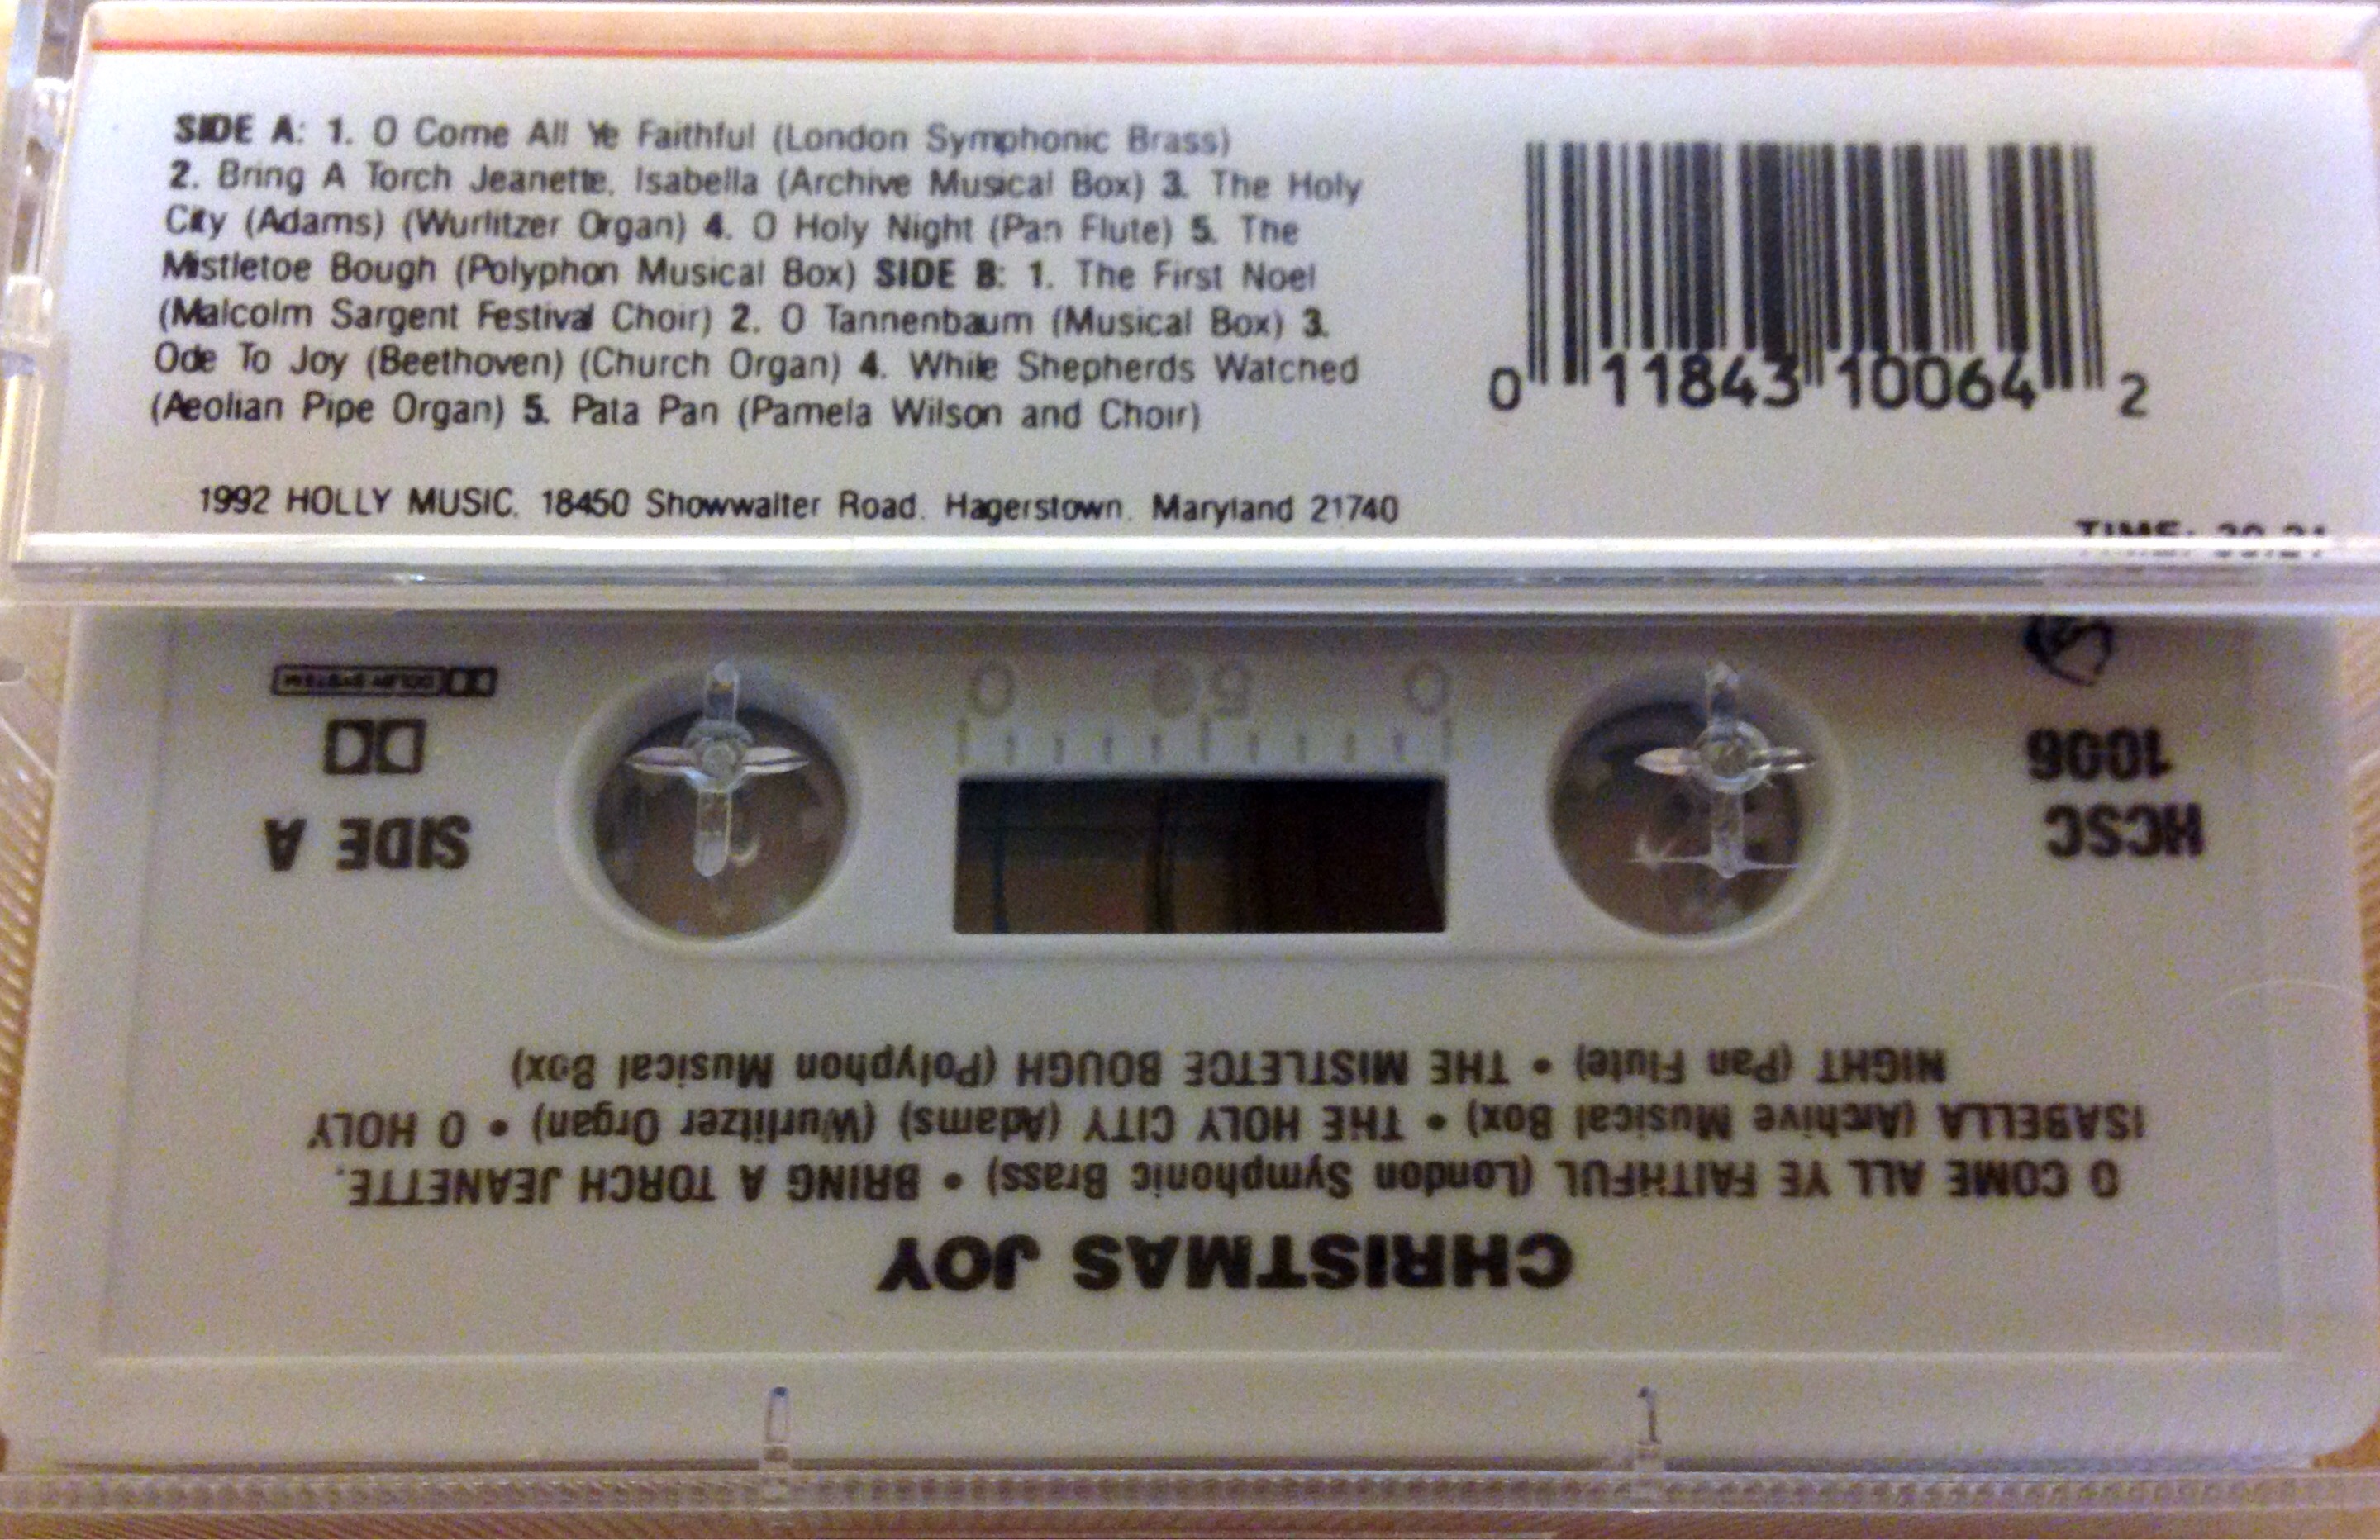 SIDE A: 1. O Come All Ye Faithful (London Symphonic Brass)
2. Bring A Torch Jeanette, Isabella (Archive Musical Box) 3. The Holy
City (Adams) (Wurlitzer Organ) 4. O Holy Night (Pan Flute) 5. The
Mistletoe Bough (Polyphon Musical Box) SIDE B: 1. The First Noel
(Malcolm Sargent Festival Choir) 2. O Tannenbaum (Musical Box) 3.
Ode To Joy (Beethoven) (Church Organ) 4. While Shepherds Watched
(Aeolian Pipe Organ) 5. Pata Pan (Pamela Wilson and Choir)
0 11843 10064 2
1992 HOLLY MUSIC, 18450 Showwalter Road, Hagerstown, Maryland 21740
TIME:
CHRISTMAS JOY
O COME ALL YE FAITHFUL (London Symphonic Brass) • BRING A TORCH JEANETTE,
ISABELLA (Archive Musical Box) • THE HOLY CITY (Adams) (Wurlitzer Organ) • O HOLY
NIGHT (Pan Flute) • THE MISTLETOE BOUGH (Polyphon Musical Box)
HCSC
1006
SIDE A
0 50 0
DOLBY SYSTEM